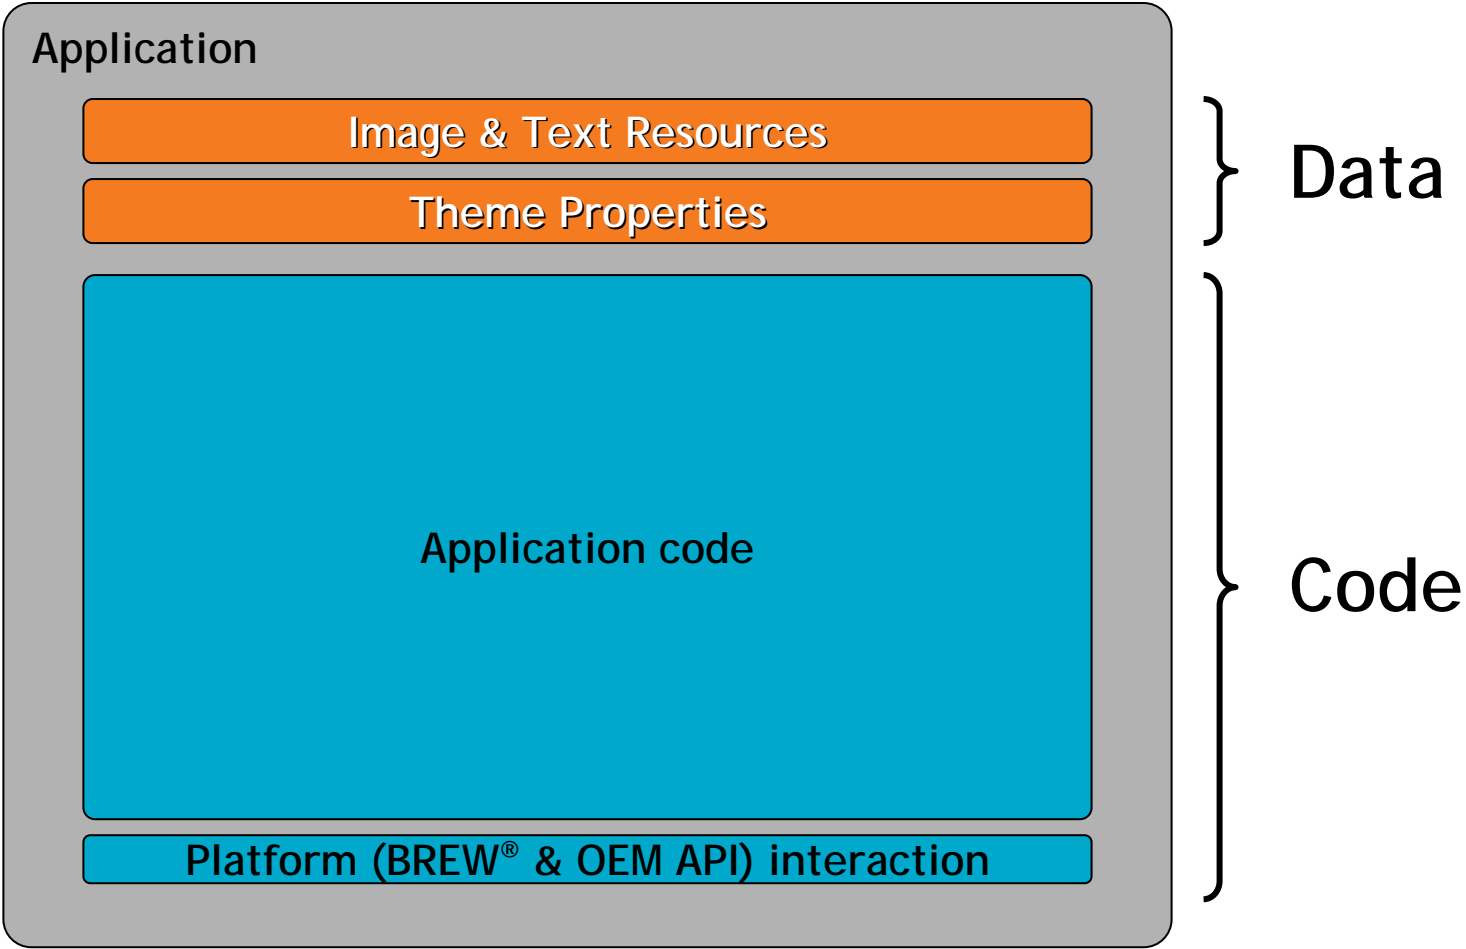 Application
Image & Text Resources
Theme Properties
Data
Application code
Code
Platform (BREW® & OEM API) interaction